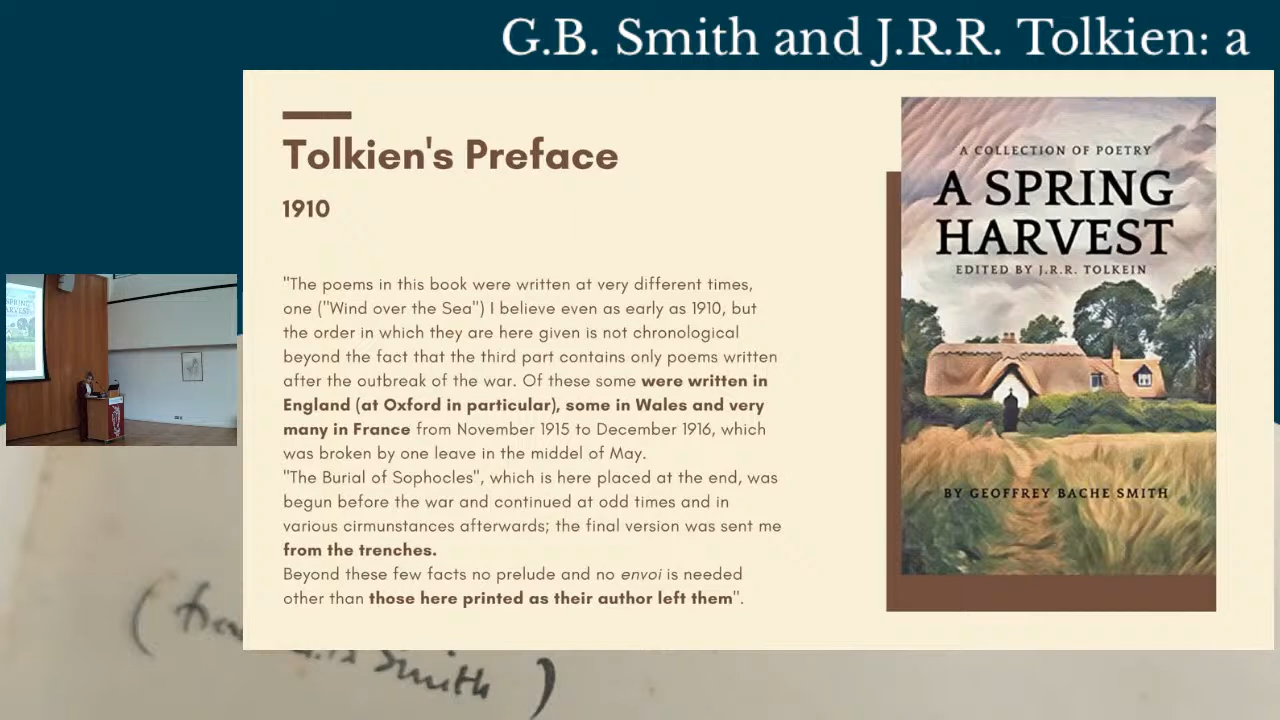 G.B. Smith and J.R.R. Tolkien: a
Tolkien's Preface
1910
"The poems in this book were written at very different times,
one ("Wind over the Sea") I believe even as early as 1910, but
the order in which they are here given is not chronological
beyond the fact that the third part contains only poems written
after the outbreak of the war. Of these some were written in
England (at Oxford in particular), some in Wales and very
many in France from November 1915 to December 1916, which
was broken by one leave in the middel of May.
"The Burial of Sophocles", which is here placed at the end, was
begun before the war and continued at odd times and in
various cirmunstances afterwards; the final version was sent me
from the trenches.
Beyond these few facts no prelude and no envoi is needed
other than those here printed as their author left them".
A COLLECTION OF POETRY
A SPRING
HARVEST
EDITED BY J.R.R. TOLKEIN
BY GEOFFREY BACHE SMITH
HARVEST
Smith )